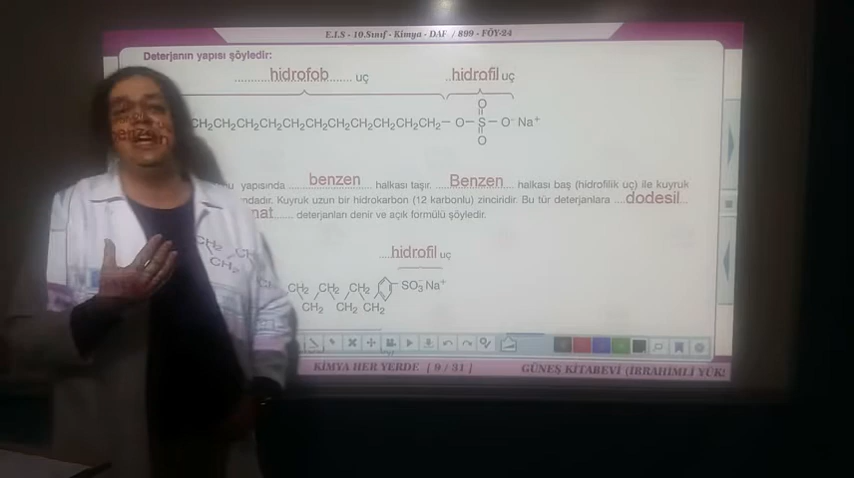 E.I.S - 10.Sınıf - Kimya - DAF / 899 - FÖY-24
Deterjanın yapısı şöyledir:
hidrofob uç hidrofil uç
O
CH₂CH₂CH₂CH₂CH₂CH₂CH₂CH₂CH₂CH₂CH₂— O—S—O⁻ Na⁺
O
yapısında benzen halkası taşır. Benzen halkası baş (hidrofilik uç) ile kuyruk
Kuyruk uzun bir hidrokarbon (12 karbonlu) zinciridir. Bu tür deterjanlara dodesil
deterjanları denir ve açık formülü şöyledir.
hidrofil uç
CH₂ CH₂ CH₂ SO₃⁻ Na⁺
CH₂ CH₂ CH₂
KİMYA HER YERDE [ 9 / 31 ] GÜNEŞ KİTABEVİ (İBRAHİMLİ YÜK!